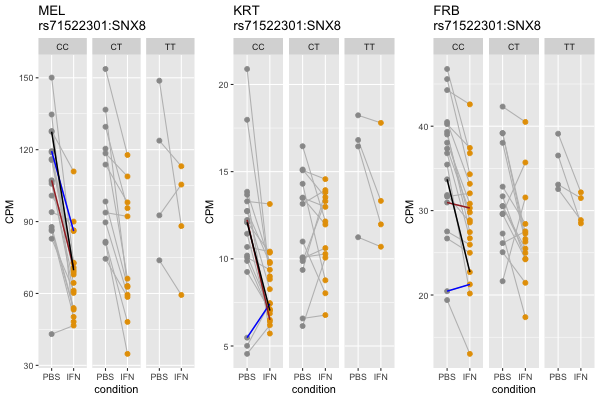 MEL
rs71522301:SNX8
CC CT TT
150
120
90
60
30
CPM
PBS IFN PBS IFN PBS IFN
condition
KRT
rs71522301:SNX8
CC CT TT
20
15
10
5
CPM
PBS IFN PBS IFN PBS IFN
condition
FRB
rs71522301:SNX8
CC CT TT
40
30
20
CPM
PBS IFN PBS IFN PBS IFN
condition